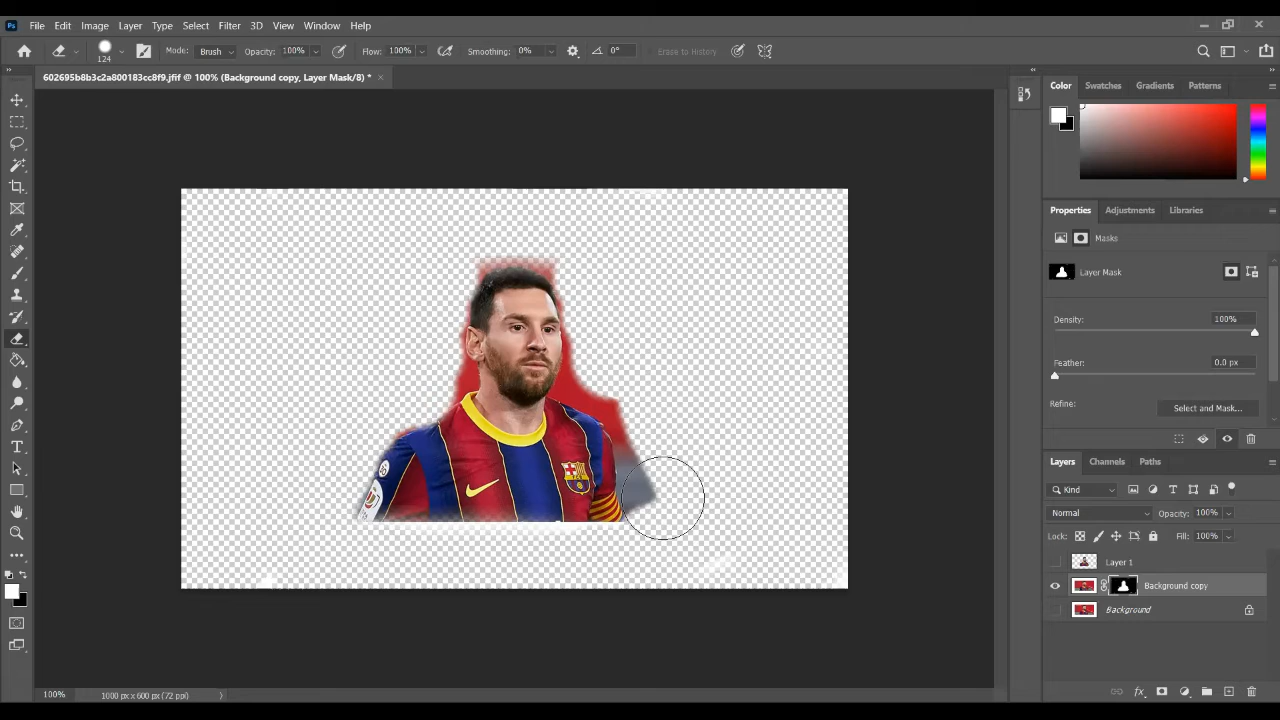 Ps File Edit Image Layer Type Select Filter 3D View Window Help
124 Mode: Brush Opacity: 100% Flow: 100% Smoothing: 0% 0° Erase to History
602695b8b3c2a800183cc8f9.jfif @ 100% (Background copy, Layer Mask/8) *
Color Swatches Gradients Patterns
Properties Adjustments Libraries
Masks
Layer Mask
Density: 100%
Feather: 0.0 px
Refine: Select and Mask...
Layers Channels Paths
Kind
Normal Opacity: 100%
Lock: Fill: 100%
Layer 1
Background copy
Background
fx
100% 1000 px x 600 px (72 ppi)